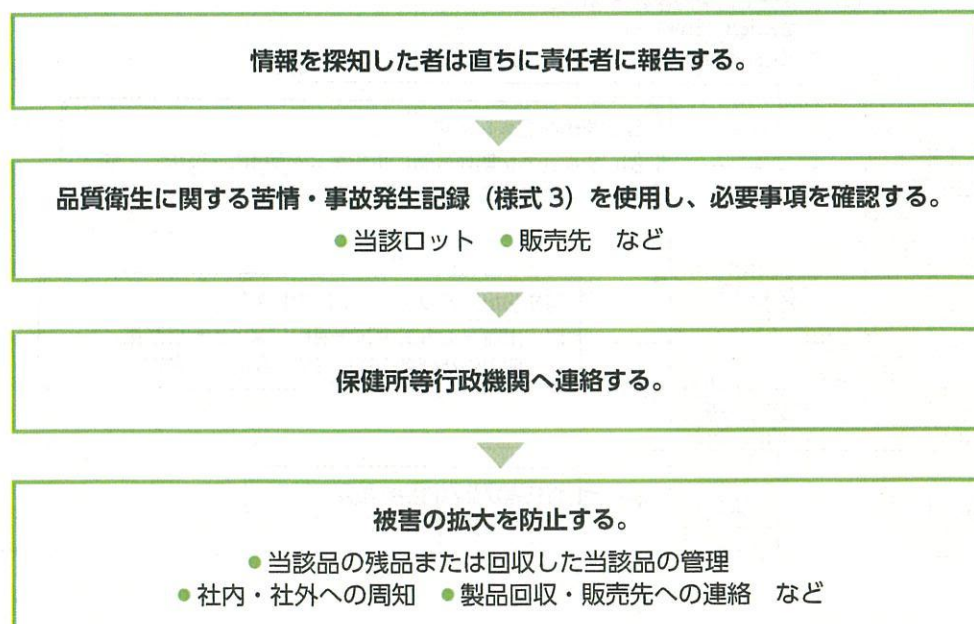 情報を探知した者は直ちに責任者に報告する。
品質衛生に関する苦情・事故発生記録（様式 3）を使用し、必要事項を確認する。
●当該ロット ●販売先　など
保健所等行政機関へ連絡する。
被害の拡大を防止する。
●当該品の残品または回収した当該品の管理
●社内・社外への周知 ●製品回収・販売先への連絡　など